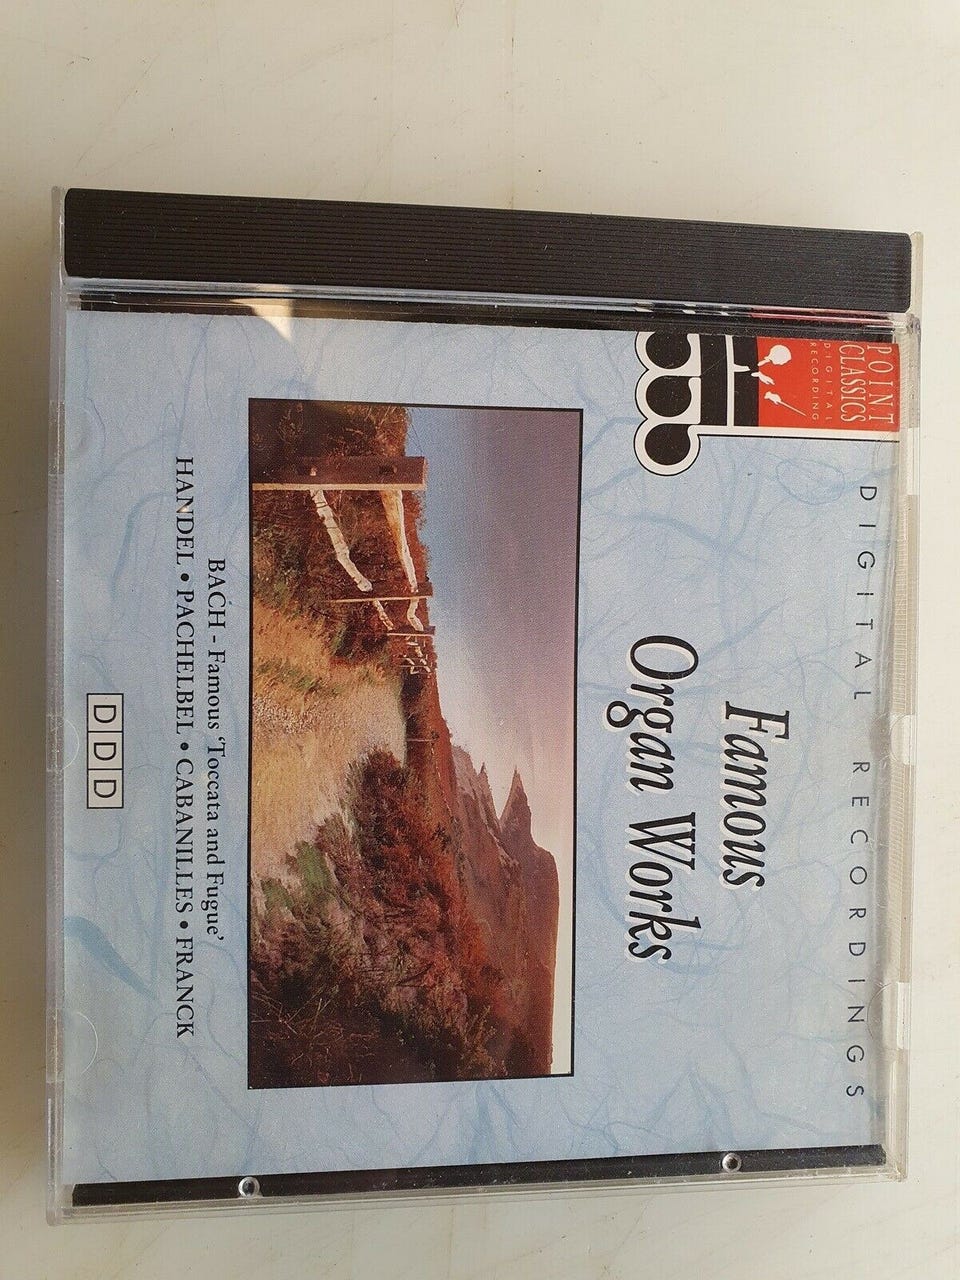 POINT
CLASSICS
DIGITAL
RECORDING
DIGITAL RECORDINGS
Famous
Organ Works
BACH - Famous 'Toccata and Fugue'
HANDEL • PACHELBEL • CABANILLES • FRANCK
DDD